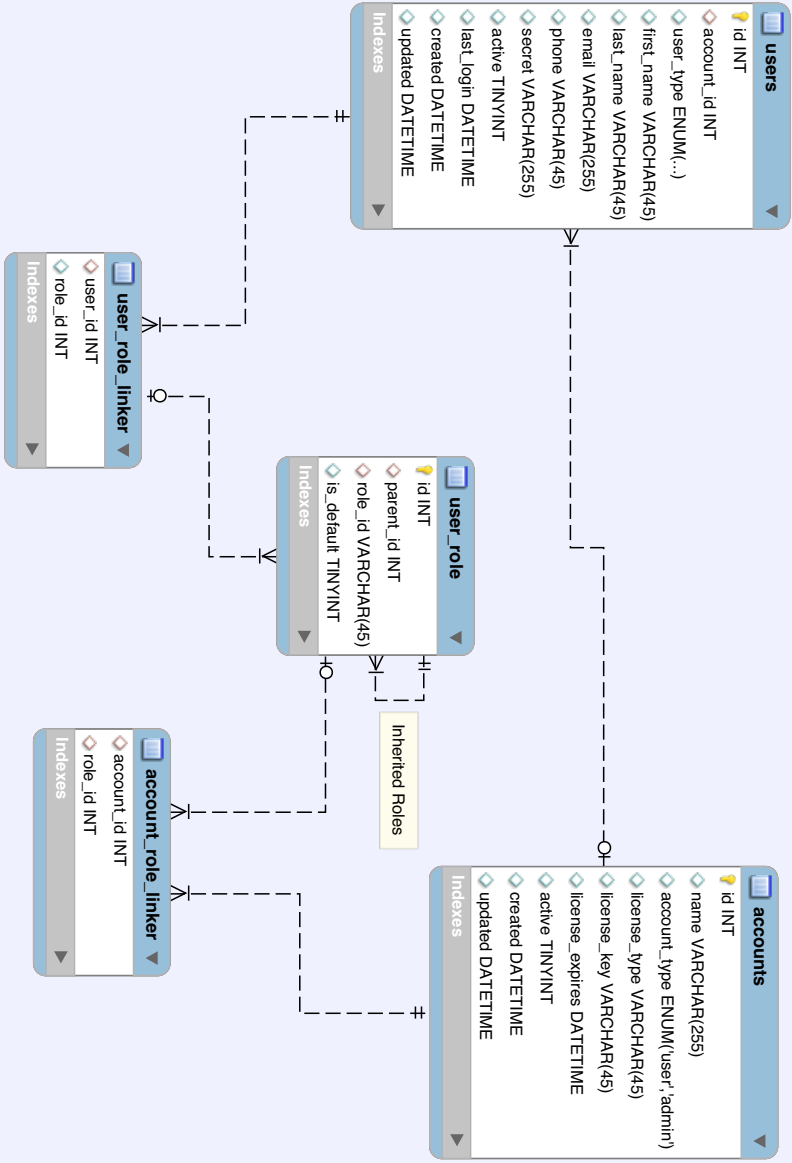 users
id INT
account_id INT
user_type ENUM(...)
first_name VARCHAR(45)
last_name VARCHAR(45)
email VARCHAR(255)
phone VARCHAR(45)
secret VARCHAR(255)
active TINYINT
last_login DATETIME
created DATETIME
updated DATETIME
Indexes
user_role_linker
user_id INT
role_id INT
Indexes
user_role
id INT
parent_id INT
role_id VARCHAR(45)
is_default TINYINT
Indexes
Inherited Roles
account_role_linker
account_id INT
role_id INT
Indexes
accounts
id INT
name VARCHAR(255)
account_type ENUM('user','admin')
license_type VARCHAR(45)
license_key VARCHAR(45)
license_expires DATETIME
active TINYINT
created DATETIME
updated DATETIME
Indexes